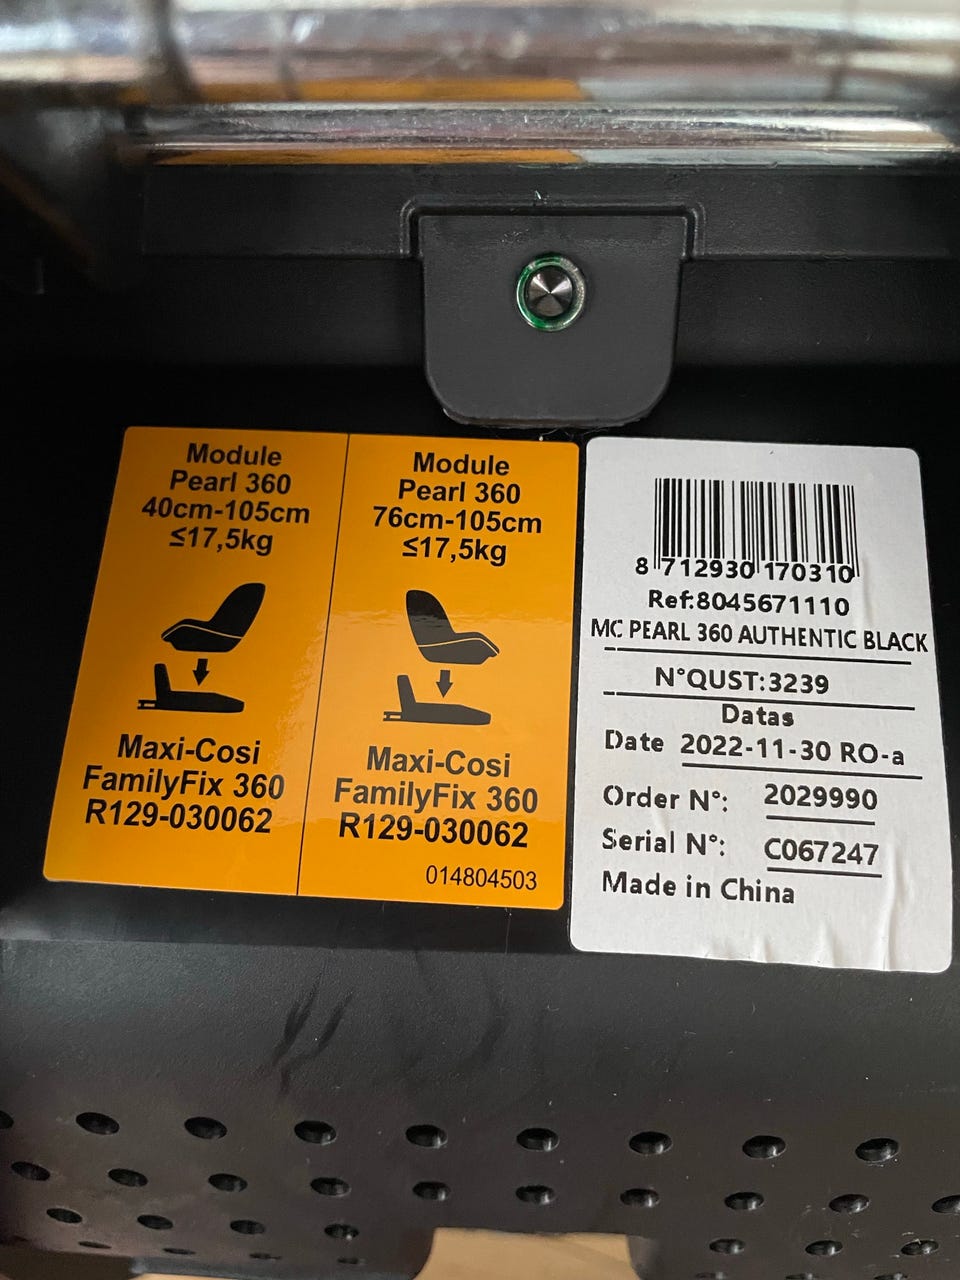 Module
Pearl 360
40cm-105cm
≤17,5kg
Maxi-Cosi
FamilyFix 360
R129-030062
Module
Pearl 360
76cm-105cm
≤17,5kg
Maxi-Cosi
FamilyFix 360
R129-030062
014804503
8 712930 170310
Ref:8045671110
MC PEARL 360 AUTHENTIC BLACK
N°QUST:3239
Datas
Date 2022-11-30 RO-a
Order N°: 2029990
Serial N°: C067247
Made in China